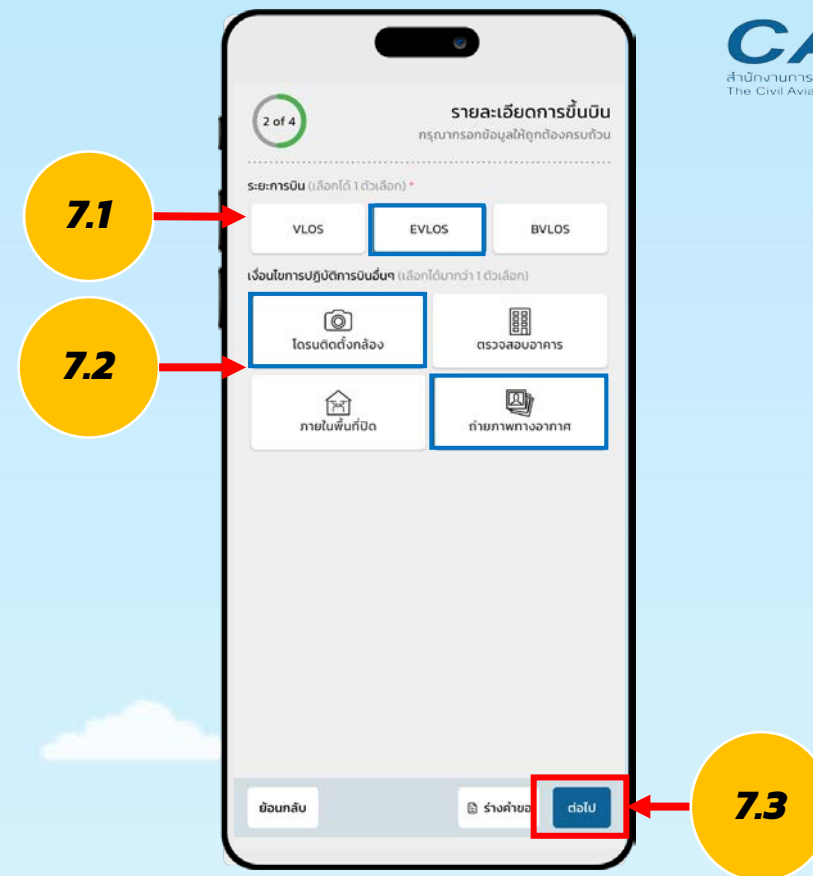 CA
สำนักงานการ
The Civil Avia
2 of 4
รายละเอียดการขึ้นบิน
กรุณากรอกข้อมูลให้ถูกต้องครบถ้วน
7.1
ระยะการบิน (เลือกได้ 1 ตัวเลือก) *
VLOS EVLOS BVLOS
เงื่อนไขการปฏิบัติการบินอื่นๆ (เลือกได้มากกว่า 1 ตัวเลือก)
7.2
โดรนติดตั้งกล้อง ตรวจสอบอาคาร
ภายในพื้นที่ปิด ถ่ายภาพทางอากาศ
ย้อนกลับ ร่างคำขอ ต่อไป
7.3